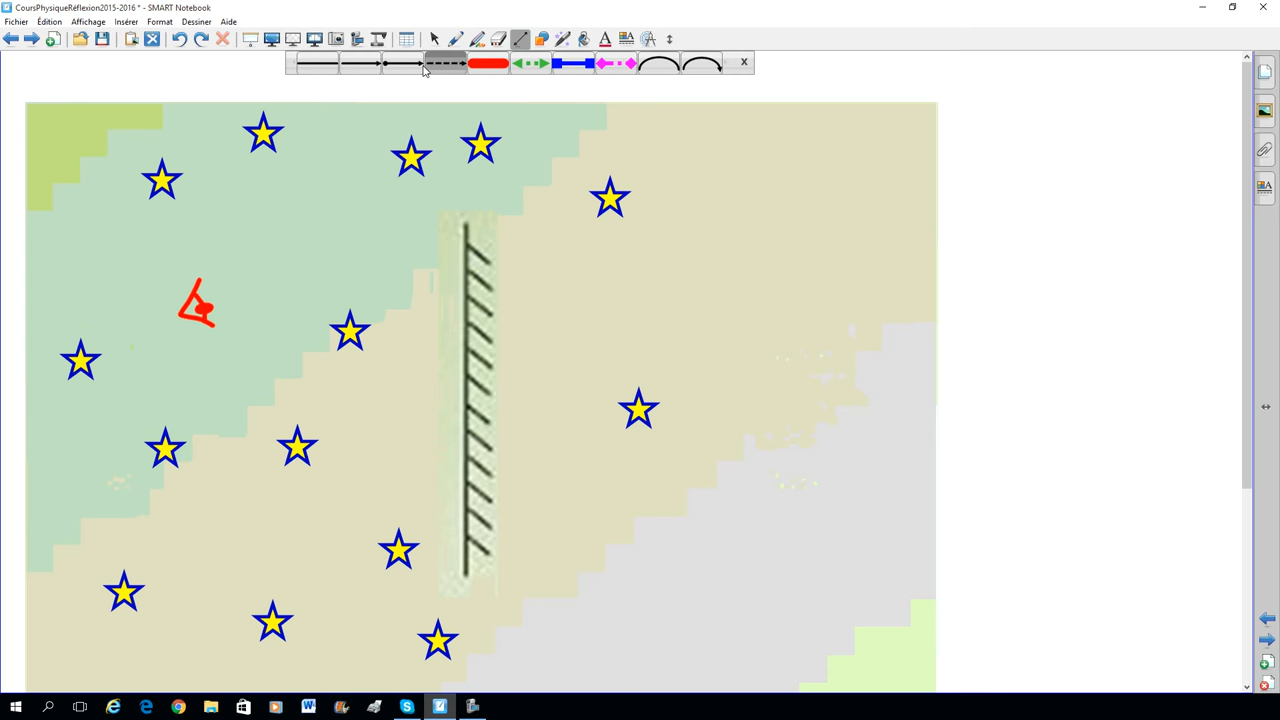 CoursPhysiqueRéflexion2015-2016 * - SMART Notebook
Fichier Édition Affichage Insérer Format Dessiner Aide